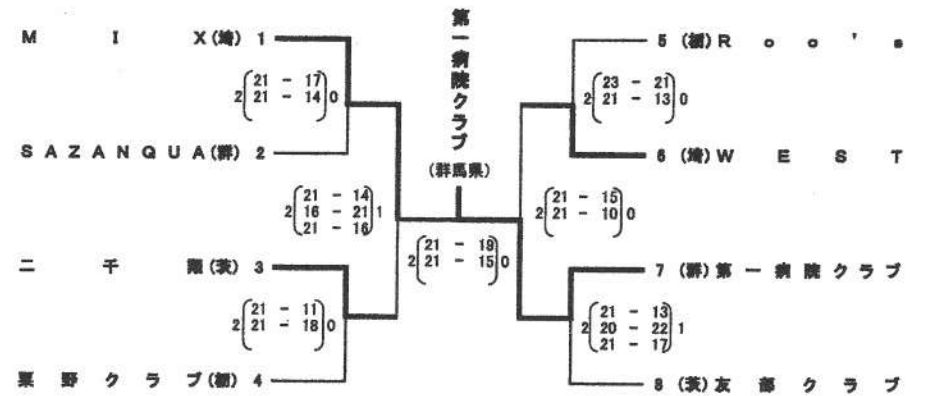 第一病院クラブ
(群馬県)
M I X (埼) 1
2 21 - 17 0
21 - 14
SAZANQUA (群) 2
2 21 - 14 1
16 - 21
21 - 16
二千 (茨) 3
2 21 - 11 0
21 - 18
粟野クラブ (栃) 4
2 21 - 19 0
21 - 15
5 (栃) Roo's
2 23 - 21 0
21 - 13
6 (埼) WEST
2 21 - 15 0
21 - 10
7 (群) 第一病院クラブ
2 21 - 13 1
20 - 22
21 - 17
8 (茨) 友部クラブ